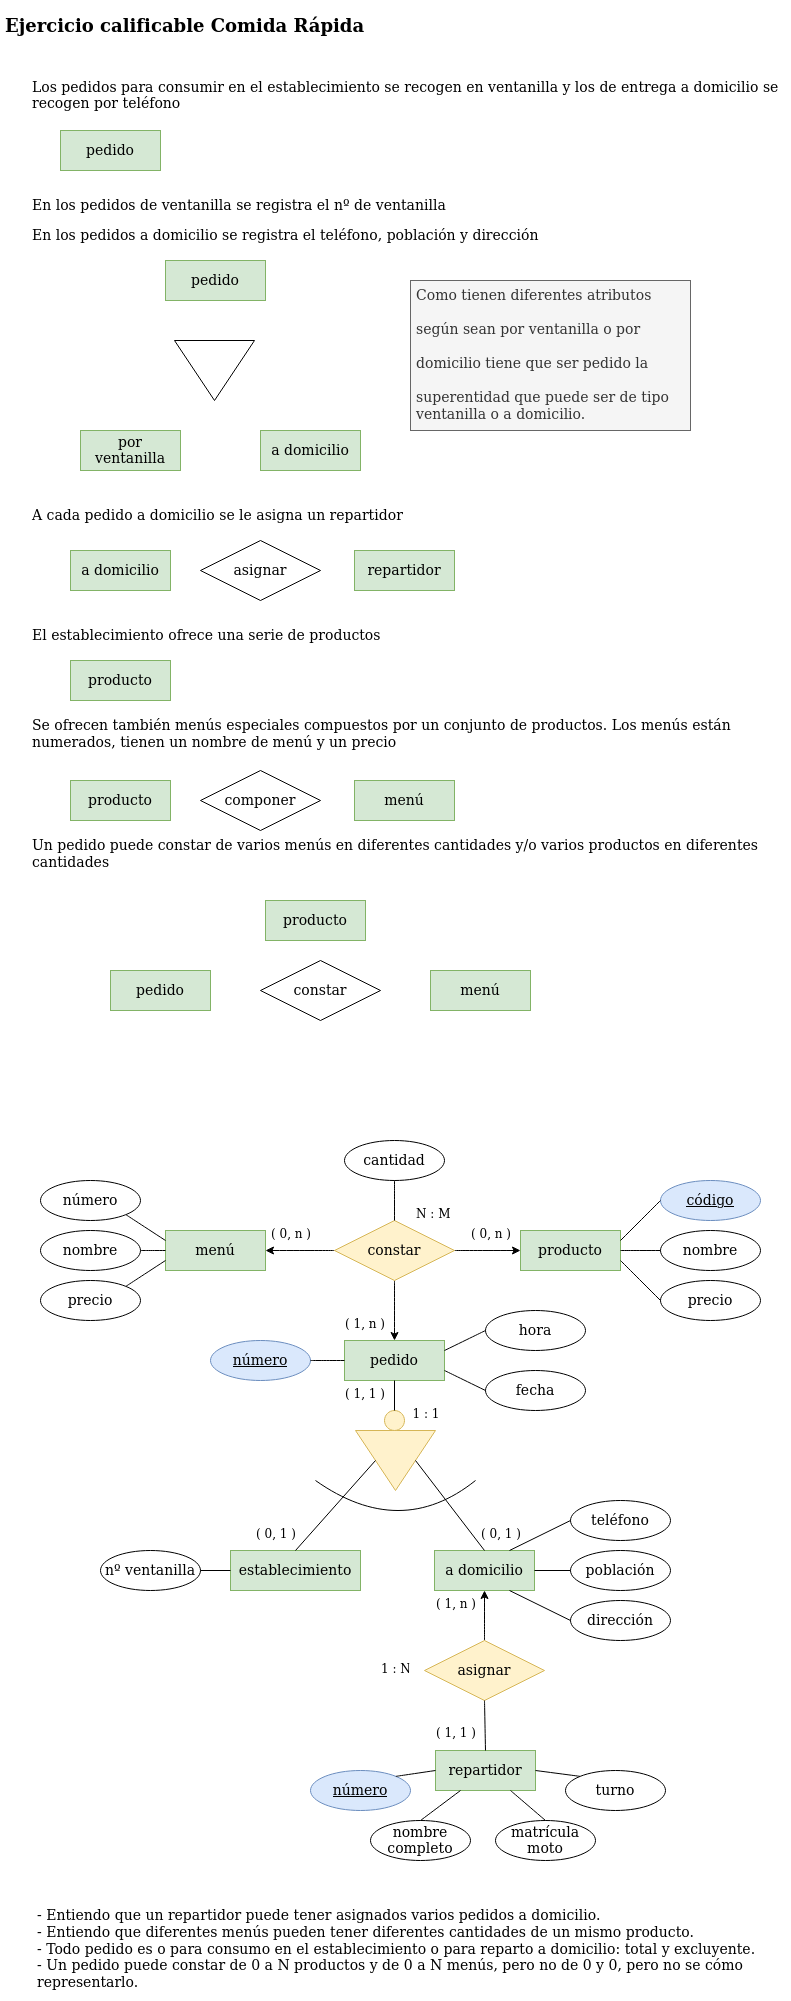 Ejercicio calificable Comida Rápida
Los pedidos para consumir en el establecimiento se recogen en ventanilla y los de entrega a domicilio se
recogen por teléfono
pedido
En los pedidos de ventanilla se registra el nº de ventanilla
En los pedidos a domicilio se registra el teléfono, población y dirección
pedido
Como tienen diferentes atributos
según sean por ventanilla o por
domicilio tiene que ser pedido la
superentidad que puede ser de tipo
ventanilla o a domicilio.
por
ventanilla
a domicilio
A cada pedido a domicilio se le asigna un repartidor
a domicilio
asignar
repartidor
El establecimiento ofrece una serie de productos
producto
Se ofrecen también menús especiales compuestos por un conjunto de productos. Los menús están
numerados, tienen un nombre de menú y un precio
producto
componer
menú
Un pedido puede constar de varios menús en diferentes cantidades y/o varios productos en diferentes
cantidades
producto
pedido
constar
menú
cantidad
número
código
N : M
( 0, n )
( 0, n )
nombre
menú
constar
producto
nombre
precio
precio
( 1, n )
hora
número
pedido
fecha
( 1, 1 )
1 : 1
teléfono
( 0, 1 )
( 0, 1 )
nº ventanilla
establecimiento
a domicilio
población
( 1, n )
dirección
1 : N
asignar
( 1, 1 )
repartidor
número
turno
nombre
completo
matrícula
moto
- Entiendo que un repartidor puede tener asignados varios pedidos a domicilio.
- Entiendo que diferentes menús pueden tener diferentes cantidades de un mismo producto.
- Todo pedido es o para consumo en el establecimiento o para reparto a domicilio: total y excluyente.
- Un pedido puede constar de 0 a N productos y de 0 a N menús, pero no de 0 y 0, pero no se cómo
representarlo.